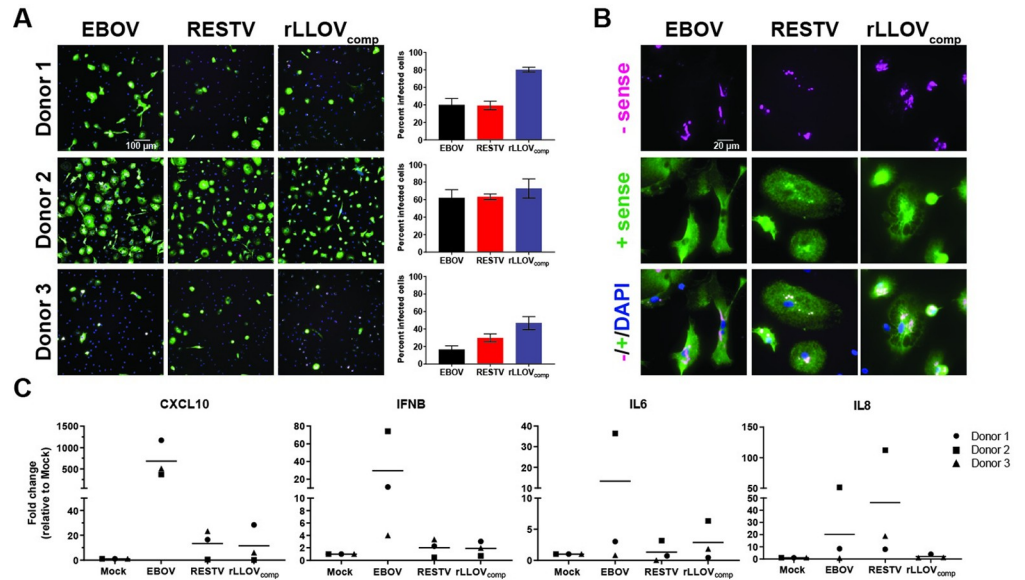 A
EBOV RESTV rLLOVcomp
Donor 1
100 µm
Percent infected cells
100
80
60
40
20
0
EBOV RESTV rLLOVcomp
Donor 2
Percent infected cells
100
80
60
40
20
0
EBOV RESTV rLLOVcomp
Donor 3
Percent infected cells
100
80
60
40
20
0
EBOV RESTV rLLOVcomp
B
EBOV RESTV rLLOVcomp
- sense
20 µm
+ sense
-/+/DAPI
C
Fold change
(relative to Mock)
CXCL10
1500
1000
500
20
0
Mock EBOV RESTV rLLOVcomp
IFNB
80
60
40
20
10
8
6
4
2
0
Mock EBOV RESTV rLLOVcomp
IL6
40
30
20
10
5
0
Mock EBOV RESTV rLLOVcomp
IL8
150
100
50
50
40
30
20
10
0
Mock EBOV RESTV rLLOVcomp
Donor 1
Donor 2
Donor 3